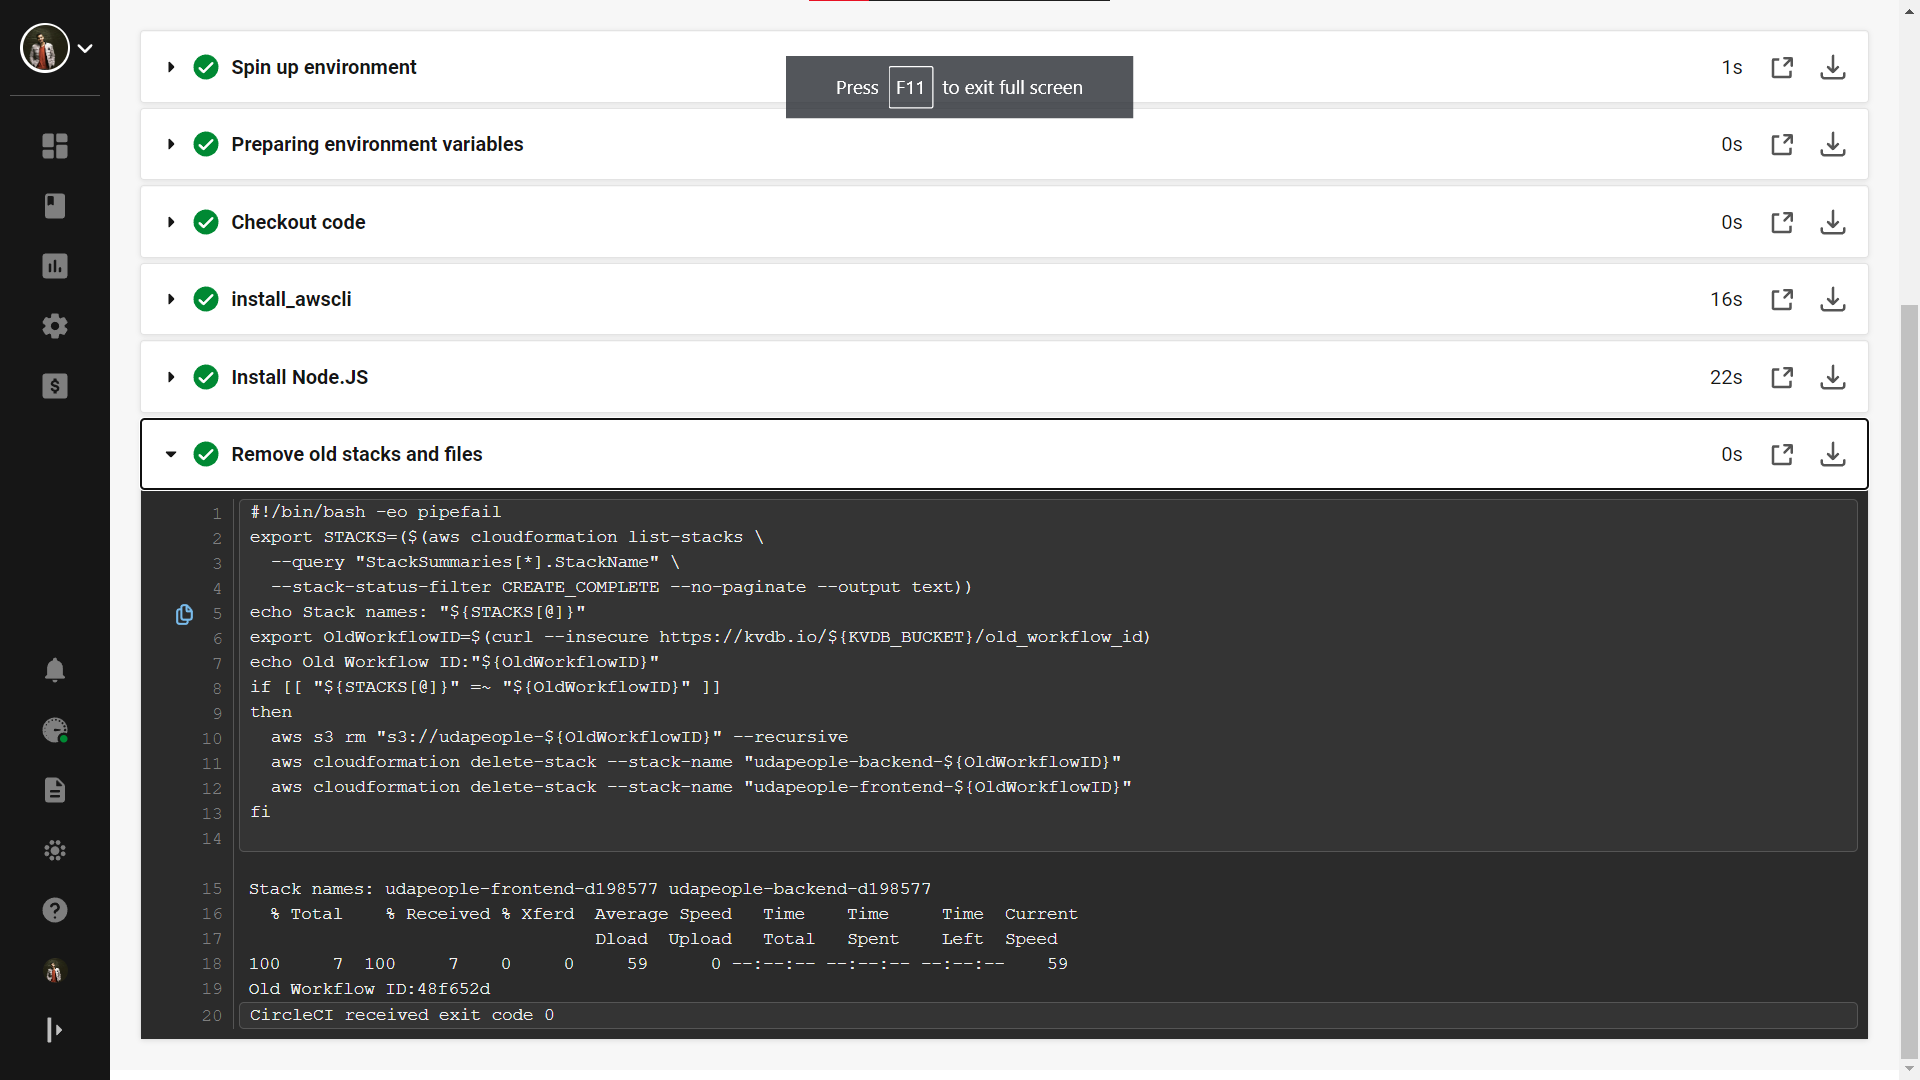 Spin up environment 1s
Press F11 to exit full screen
Preparing environment variables 0s
Checkout code 0s
install_awscli 16s
Install Node.JS 22s
Remove old stacks and files 0s
1 #!/bin/bash -eo pipefail
2 export STACKS=($(aws cloudformation list-stacks \
3   --query "StackSummaries[*].StackName" \
4   --stack-status-filter CREATE_COMPLETE --no-paginate --output text))
5 echo Stack names: "${STACKS[@]}"
6 export OldWorkflowID=$(curl --insecure https://kvdb.io/${KVDB_BUCKET}/old_workflow_id)
7 echo Old Workflow ID:"${OldWorkflowID}"
8 if [[ "${STACKS[@]}" =~ "${OldWorkflowID}" ]]
9 then
10   aws s3 rm "s3://udapeople-${OldWorkflowID}" --recursive
11   aws cloudformation delete-stack --stack-name "udapeople-backend-${OldWorkflowID}"
12   aws cloudformation delete-stack --stack-name "udapeople-frontend-${OldWorkflowID}"
13 fi
14
15 Stack names: udapeople-frontend-d198577 udapeople-backend-d198577
16   % Total    % Received % Xferd  Average Speed   Time    Time     Time  Current
17                                  Dload  Upload   Total   Spent    Left  Speed
18 100     7  100     7    0     0     59      0 --:--:-- --:--:-- --:--:--    59
19 Old Workflow ID:48f652d
20 CircleCI received exit code 0